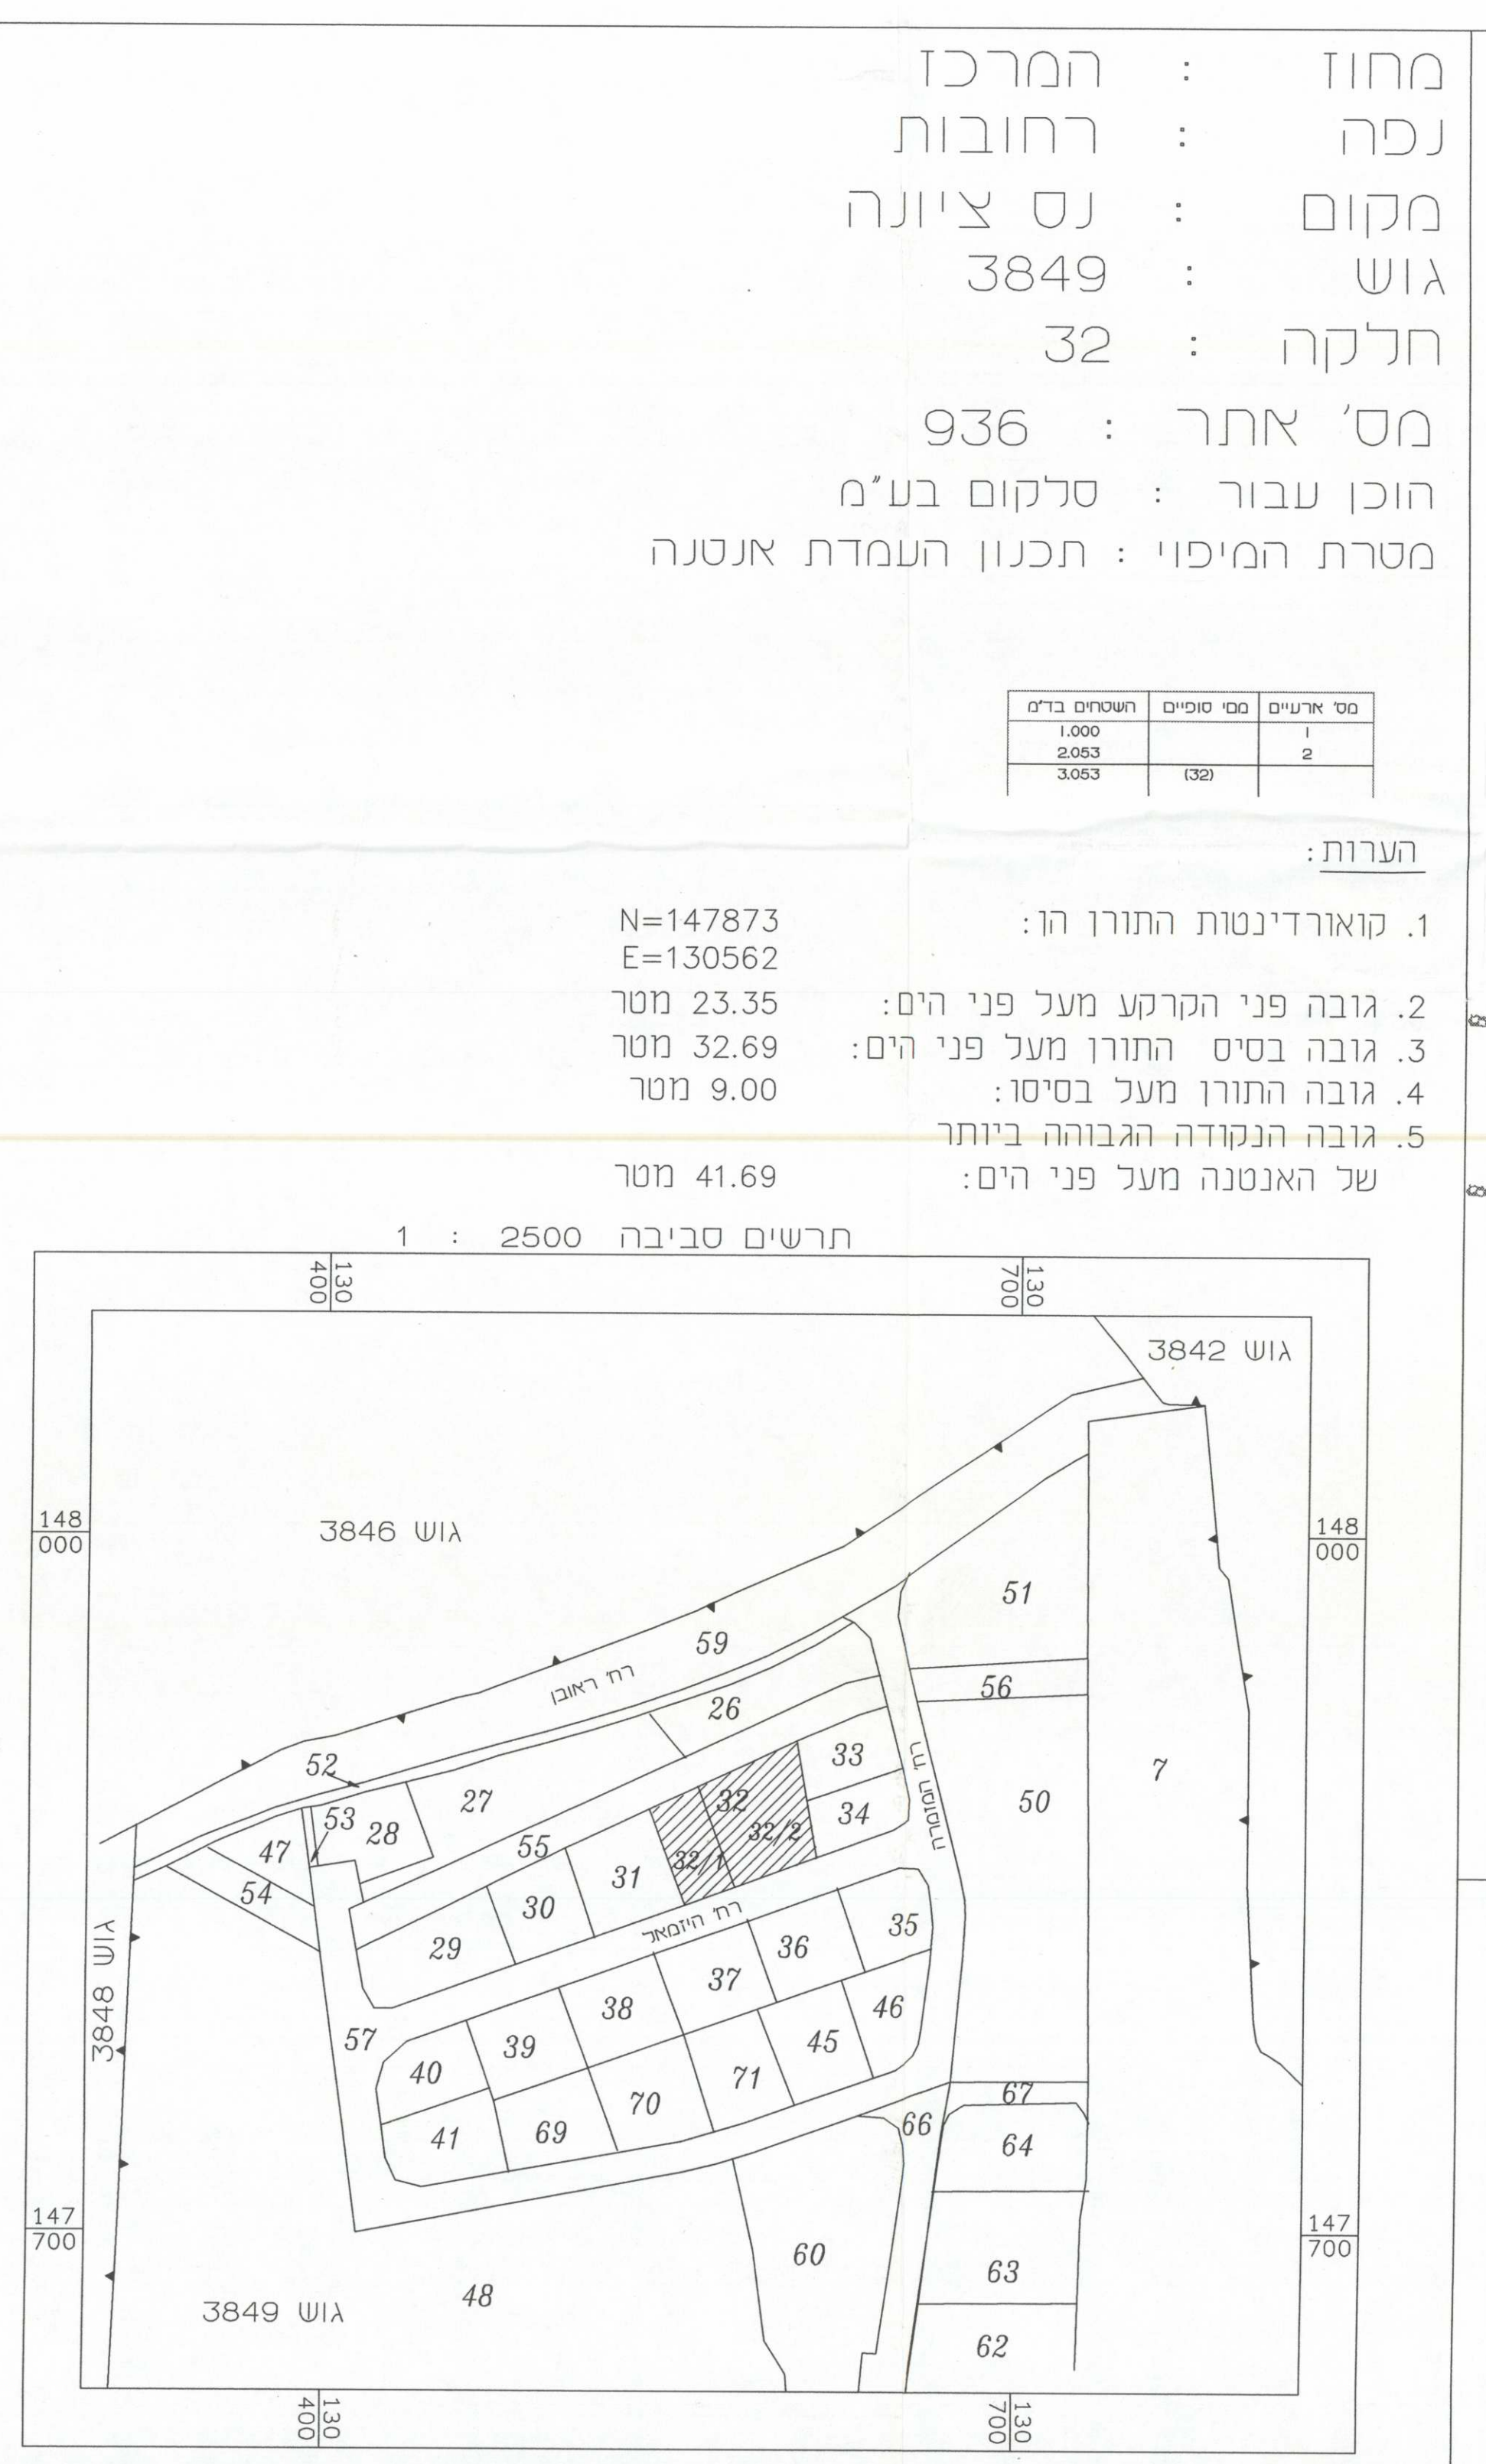 מחוז : המרכז
נפה : רחובות
מקום : נס ציונה
גוש : 3849
חלקה : 32
מס' אתר : 936
הוכן עבור : סלקום בע"מ
מטרת המיפוי : תכנון העמדת אנטנה
מס' ארעיים מסי סופיים השטחים בד"מ
1 1.000
2 2.053
(32) 3.053
הערות:
1. קואורדינטות התורן הן: N=147873
E=130562
2. גובה פני הקרקע מעל פני הים: 23.35 מטר
3. גובה בסיס התורן מעל פני הים: 32.69 מטר
4. גובה התורן מעל בסיסו: 9.00 מטר
5. גובה הנקודה הגבוהה ביותר
של האנטנה מעל פני הים: 41.69 מטר
תרשים סביבה 2500 : 1
130
400
130
700
גוש 3842
148
000
גוש 3846
148
000
51
59
רח' ראובן
56
26
33
52
27
32
7
50
34
53
28
32/2
47
55
32/1
54
31
30
רח' היזמאל
35
29
36
גוש 3848
37
38
46
57
39
45
40
71
67
70
66
41
69
64
147
700
147
700
60
63
48
גוש 3849
62
130
400
130
700